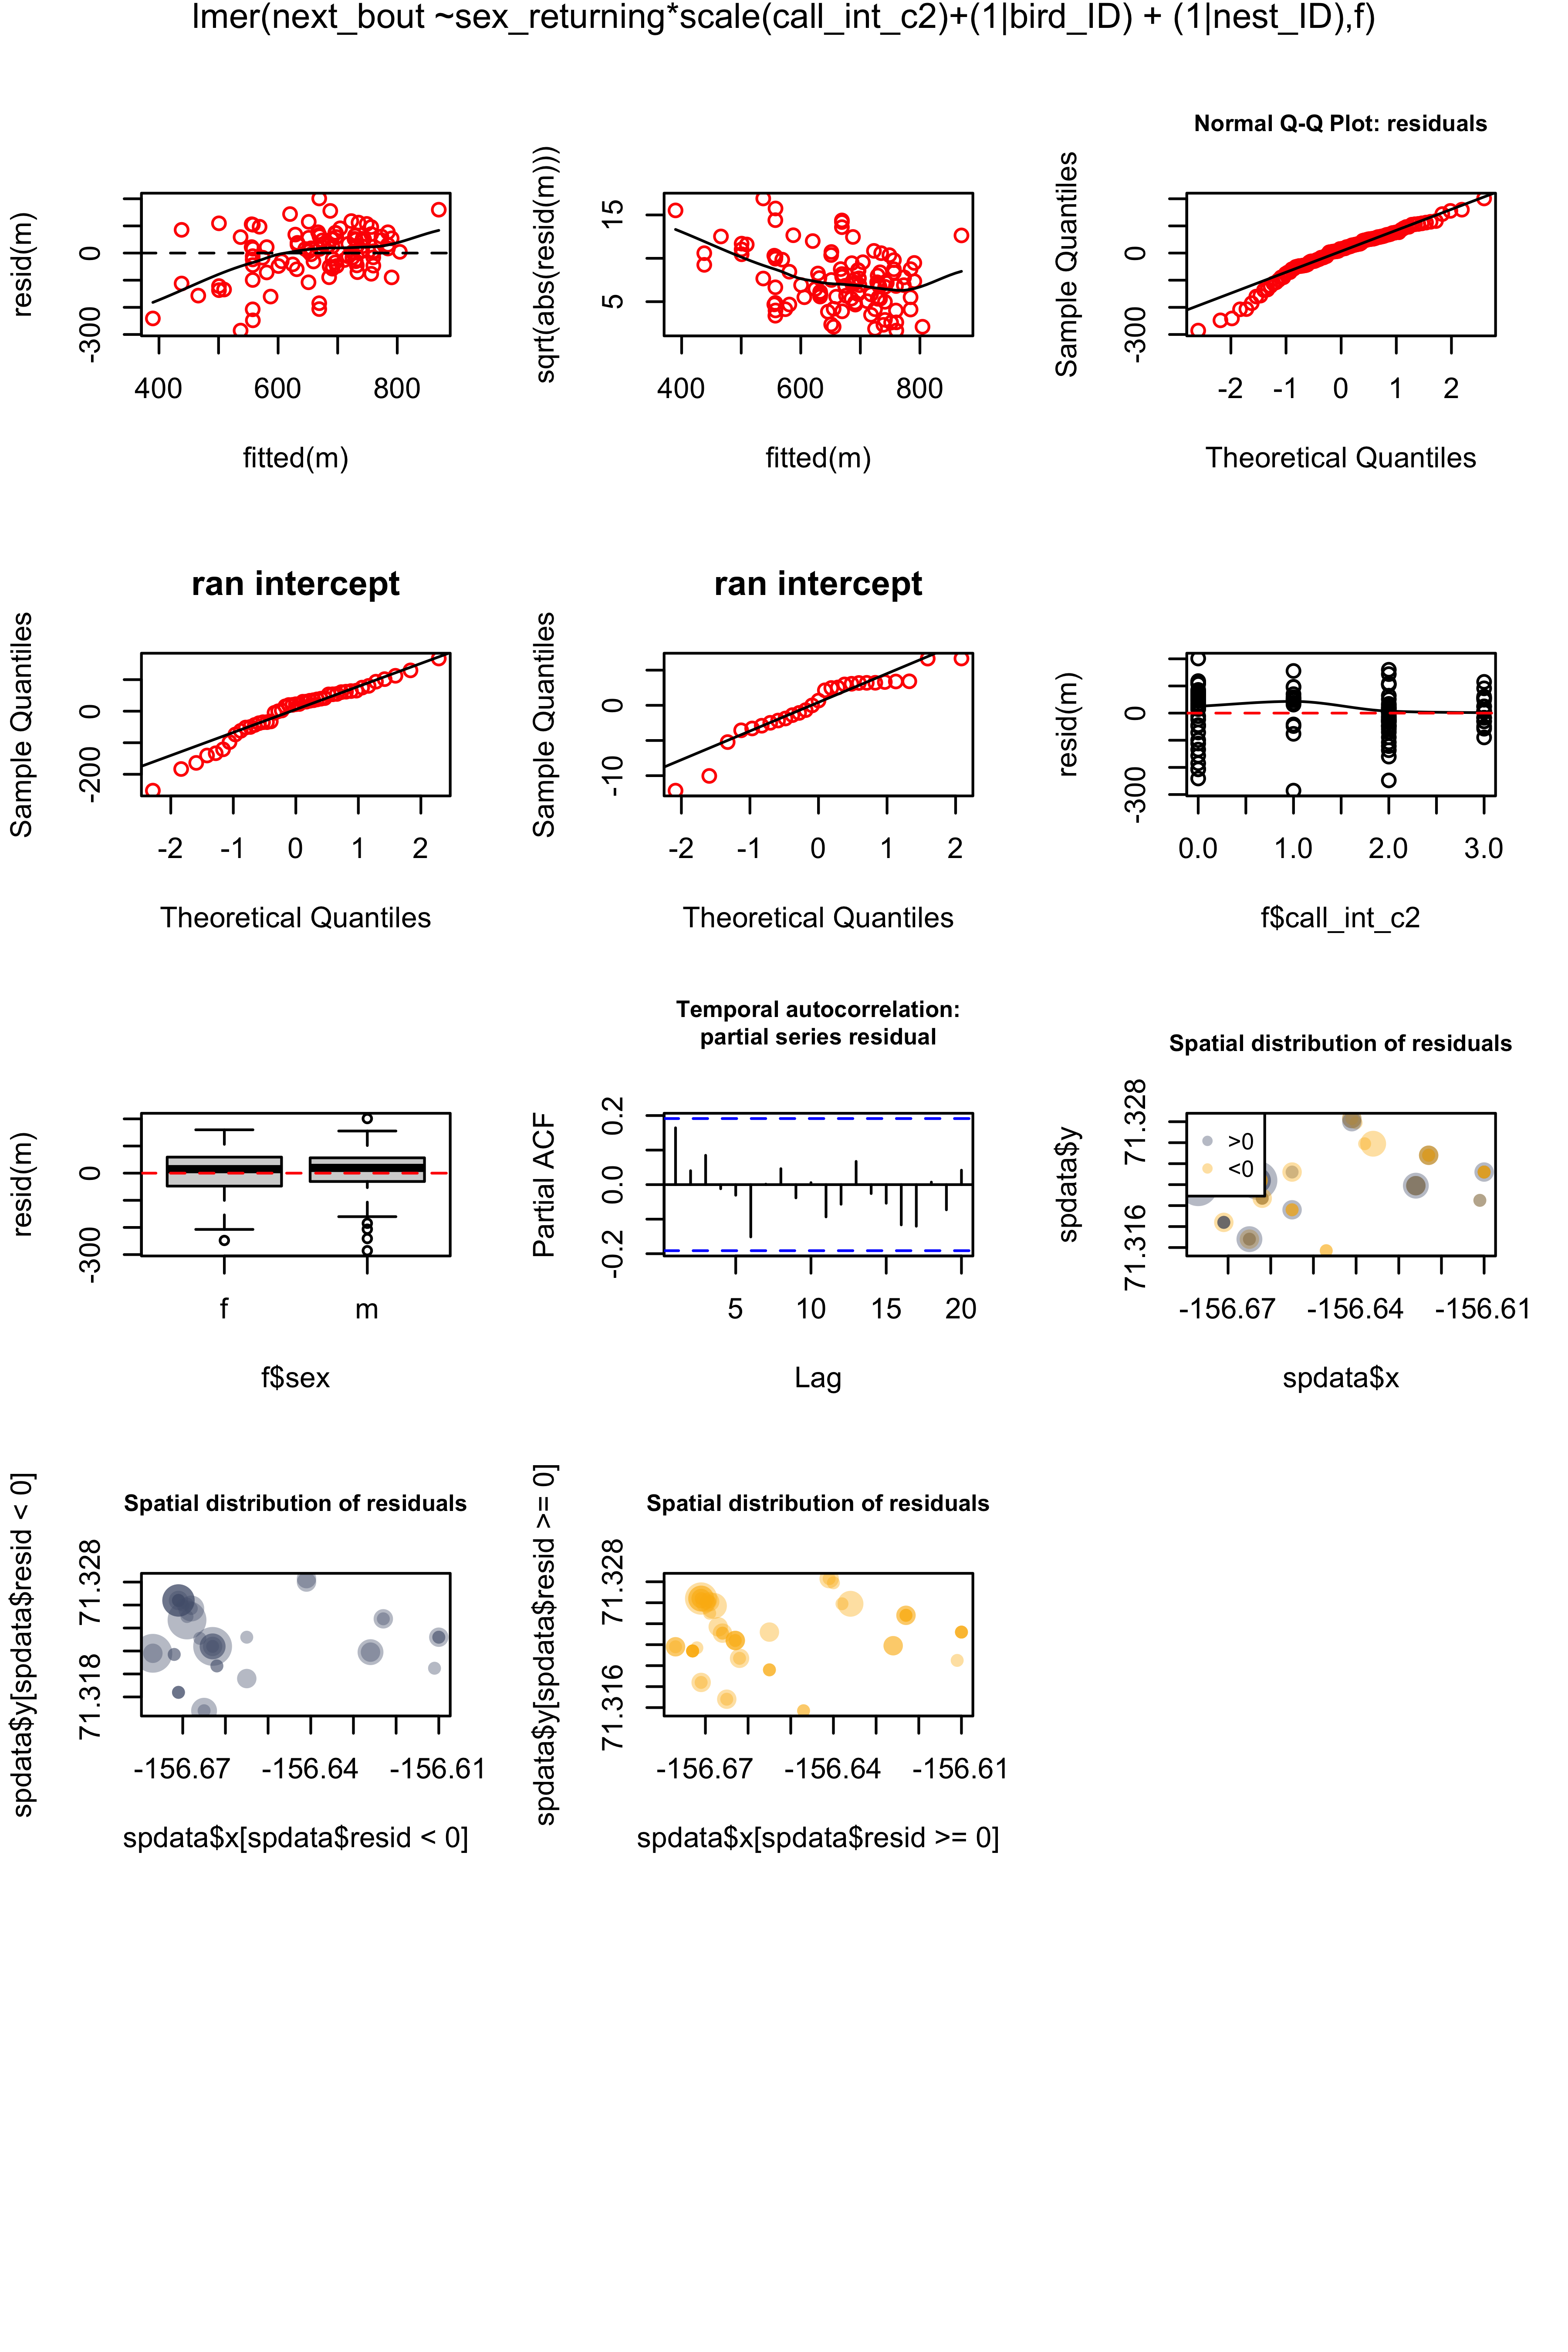 lmer(next_bout ~sex_returning*scale(call_int_c2)+(1|bird_ID) + (1|nest_ID),f)
resid(m)
0
-300
400 600 800
fitted(m)
sqrt(abs(resid(m)))
15
5
400 600 800
fitted(m)
Normal Q-Q Plot: residuals
Sample Quantiles
0
-300
-2 -1 0 1 2
Theoretical Quantiles
ran intercept
Sample Quantiles
0
-200
-2 -1 0 1 2
Theoretical Quantiles
ran intercept
Sample Quantiles
0
-10
-2 -1 0 1 2
Theoretical Quantiles
resid(m)
0
-300
0.0 1.0 2.0 3.0
f$call_int_c2
resid(m)
0
-300
f m
f$sex
Temporal autocorrelation:
partial series residual
Partial ACF
0.2
0.0
-0.2
5 10 15 20
Lag
Spatial distribution of residuals
spdata$y
71.328
71.316
>0
<0
-156.67 -156.64 -156.61
spdata$x
Spatial distribution of residuals
spdata$y[spdata$resid < 0]
71.328
71.318
-156.67 -156.64 -156.61
spdata$x[spdata$resid < 0]
Spatial distribution of residuals
spdata$y[spdata$resid >= 0]
71.328
71.316
-156.67 -156.64 -156.61
spdata$x[spdata$resid >= 0]